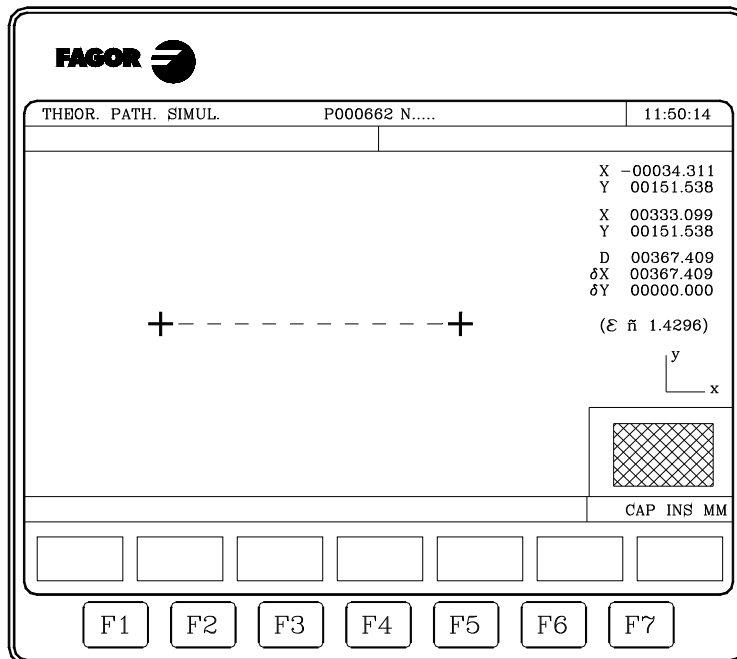 FAGOR
THEOR. PATH. SIMUL. P000662 N..... 11:50:14
X -00034.311
Y 00151.538
X 00333.099
Y 00151.538
D 00367.409
δX 00367.409
δY 00000.000
(ℰ ñ 1.4296)
y
x
CAP INS MM
F1 F2 F3 F4 F5 F6 F7